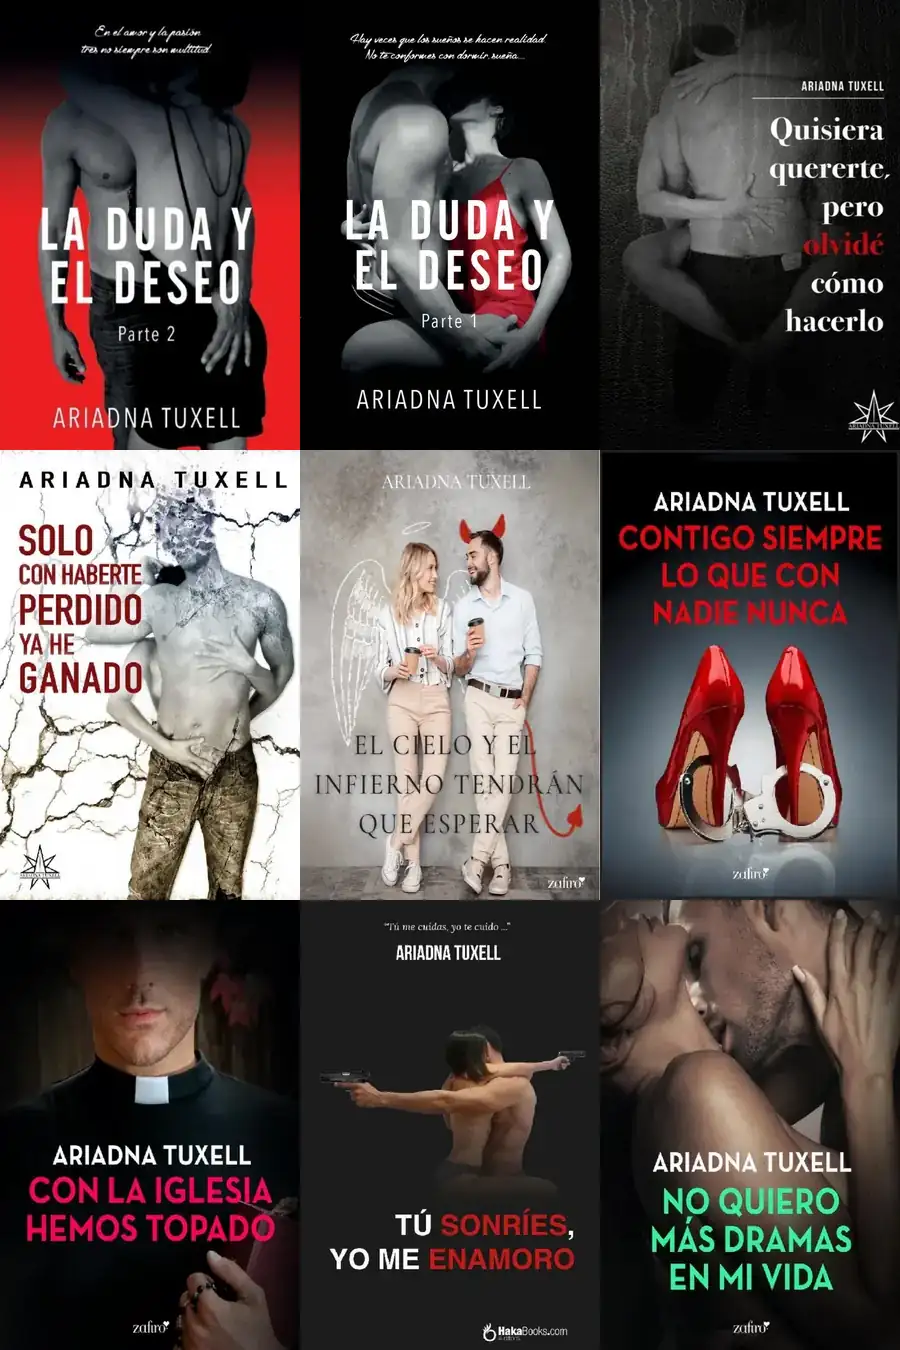 En el amor y la pasión
tres no siempre son multitud
LA DUDA Y
EL DESEO
Parte 2
ARIADNA TUXELL
Hay veces que los sueños se hacen realidad.
No te conformes con dormir, sueña...
LA DUDA Y
EL DESEO
Parte 1
ARIADNA TUXELL
ARIADNA TUXELL
Quisiera
quererte,
pero
olvidé
cómo
hacerlo
ARIADNA TUXELL
ARIADNA TUXELL
SOLO
CON HABERTE
PERDIDO
YA HE
GANADO
ARIADNA TUXELL
ARIADNA TUXELL
EL CIELO Y EL
INFIERNO TENDRÁN
QUE ESPERAR
zafiro
ARIADNA TUXELL
CONTIGO SIEMPRE
LO QUE CON
NADIE NUNCA
zafiro
ARIADNA TUXELL
CON LA IGLESIA
HEMOS TOPADO
zafiro
"Tú me cuidas, yo te cuido ..."
ARIADNA TUXELL
TÚ SONRÍES,
YO ME ENAMORO
HakaBooks.com
ARIADNA TUXELL
NO QUIERO
MÁS DRAMAS
EN MI VIDA
zafiro